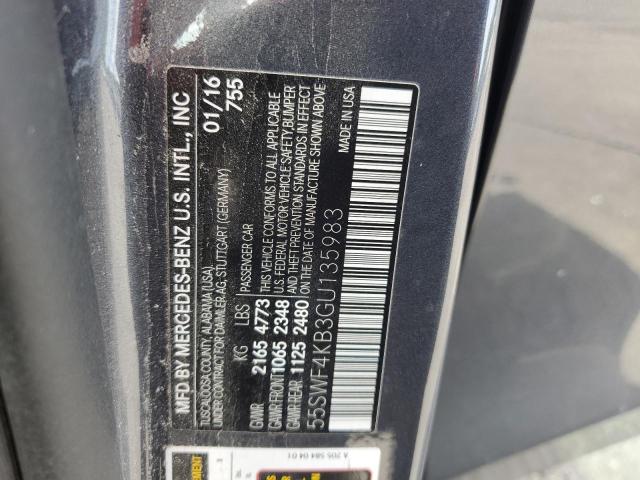 MFD. BY MERCEDES-BENZ U.S. INTL., INC
TUSCALOOSA COUNTY, ALABAMA (USA)
UNDER CONTRACT FOR DAIMLER AG, STUTTGART (GERMANY)
01/16
755
KG LBS PASSENGER CAR
GVWR 2165 4773
GAWR FRONT 1065 2348
GAWR REAR 1125 2480
THIS VEHICLE CONFORMS TO ALL APPLICABLE
U.S. FEDERAL MOTOR VEHICLE SAFETY, BUMPER
AND THEFT PREVENTION STANDARDS IN EFFECT
ON THE DATE OF MANUFACTURE SHOWN ABOVE
55SWF4KB3GU135983
MADE IN USA
A 205 584 04 01